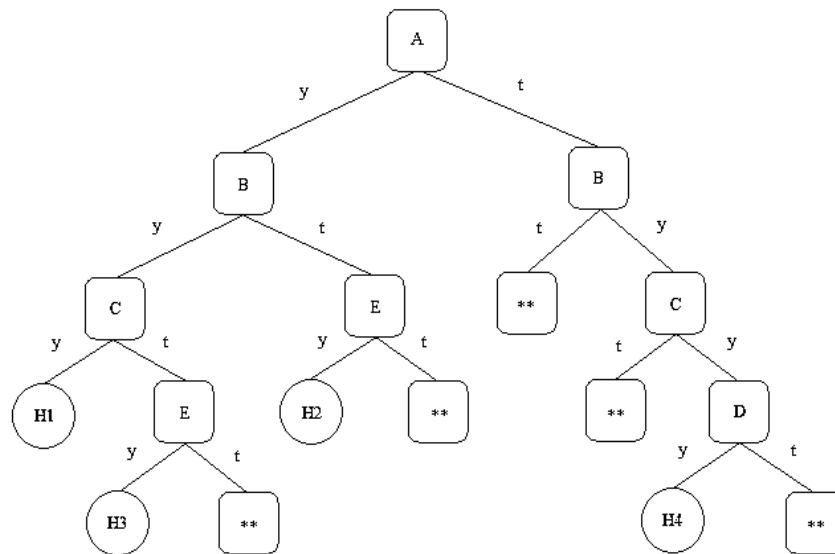 A
y t
B B
y t t y
C E ** C
y t y t t y
H1 E H2 ** ** D
y t y t
H3 ** H4 **